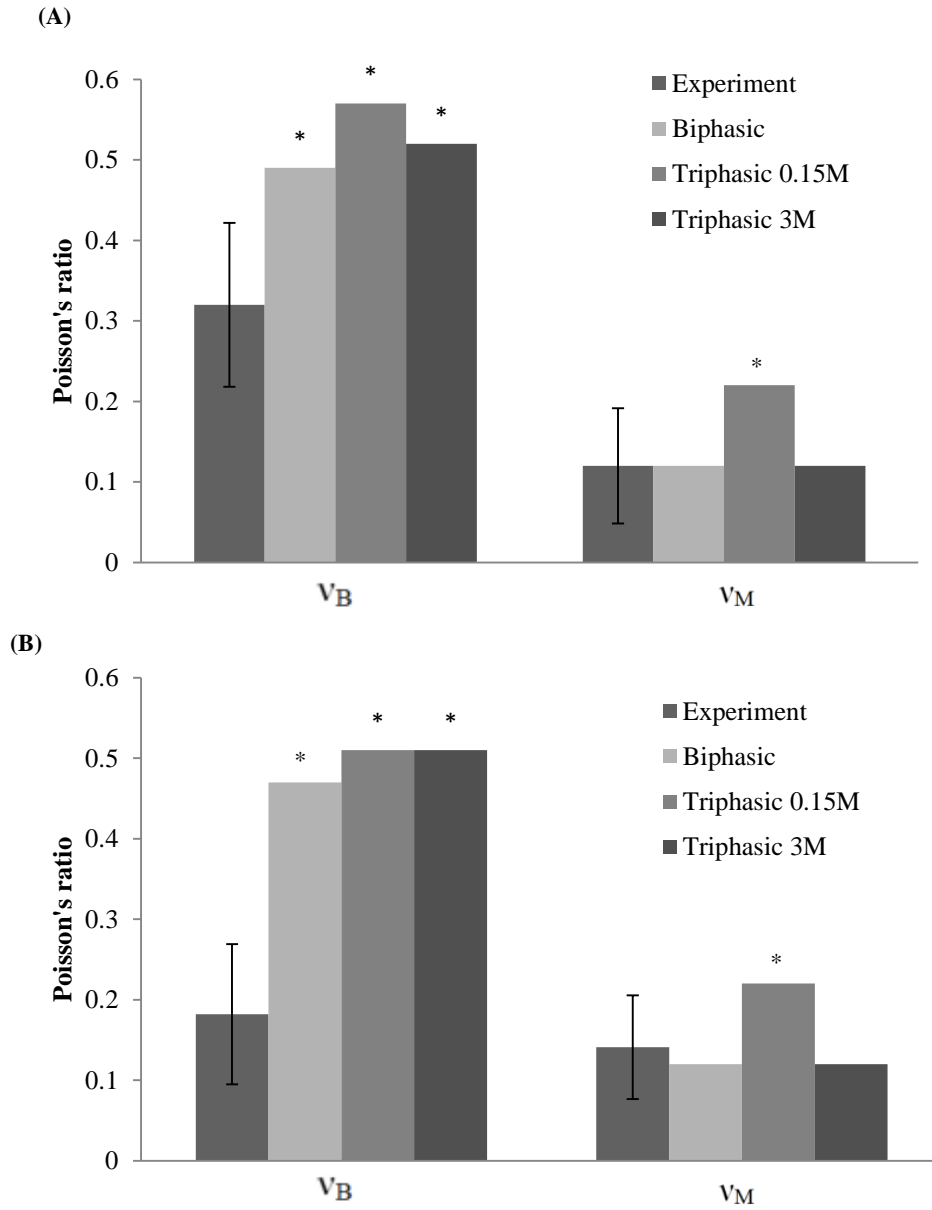 (A)
Poisson's ratio
0.6
0.5
0.4
0.3
0.2
0.1
0
*
*
*
*
Experiment
Biphasic
Triphasic 0.15M
Triphasic 3M
νB
νM
(B)
Poisson's ratio
0.6
0.5
0.4
0.3
0.2
0.1
0
*
*
*
*
Experiment
Biphasic
Triphasic 0.15M
Triphasic 3M
νB
νM